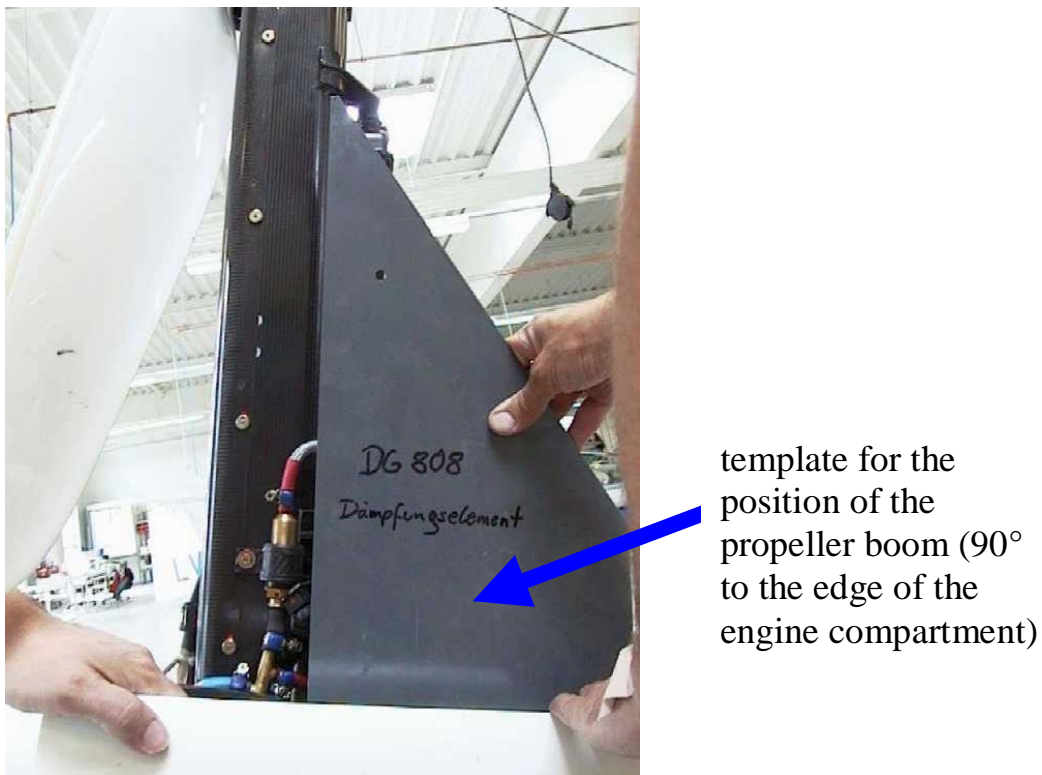 DG 808
Dämpfungselement
template for the
position of the
propeller boom (90°
to the edge of the
engine compartment)